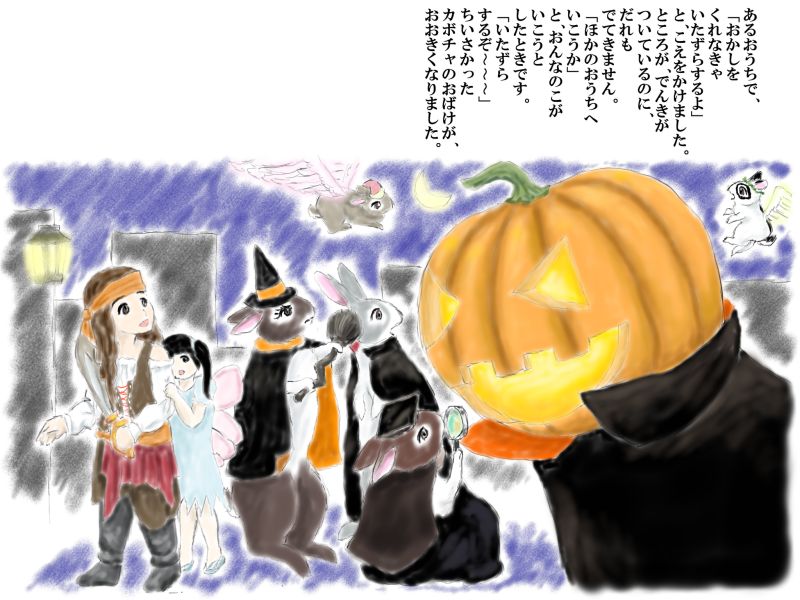 あるおうちで、
「おかしを
くれなきゃ
いたずらするよ」
と、こえをかけました。
ところが、でんきが
ついているのに、
だれも
でてきません。
「ほかのおうちへ
いこうか」
と、おんなのこが
いこうと
したときです。
「いたずら
するぞ～～～」
ちいさかった
カボチャのおばけが、
おおきくなりました。